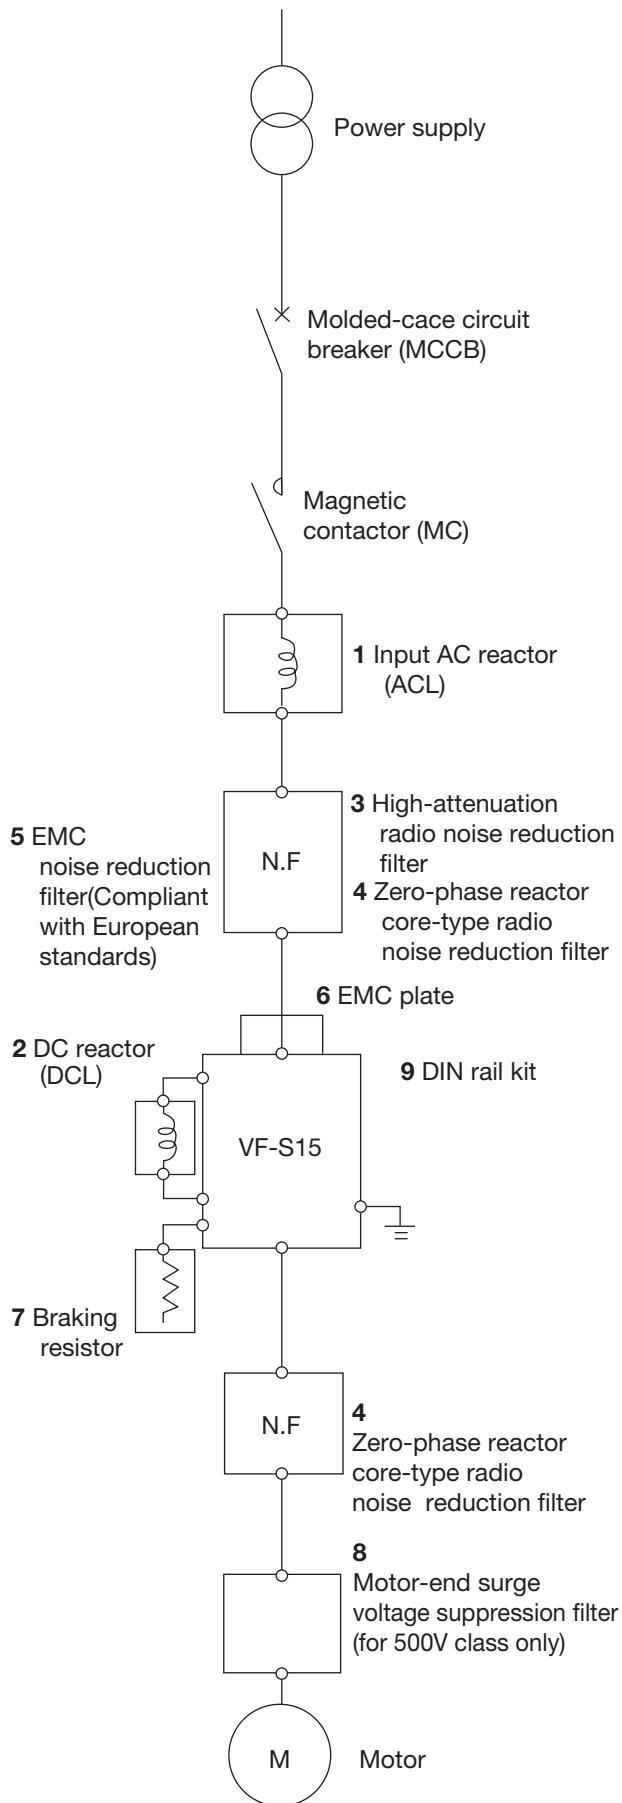 Power supply
Molded-cace circuit
breaker (MCCB)
Magnetic
contactor (MC)
1 Input AC reactor
(ACL)
3 High-attenuation
radio noise reduction
filter
4 Zero-phase reactor
core-type radio
noise reduction filter
5 EMC
noise reduction
filter(Compliant
with European
standards)
N.F
6 EMC plate
2 DC reactor
(DCL)
9 DIN rail kit
VF-S15
7 Braking
resistor
N.F
4
Zero-phase reactor
core-type radio
noise reduction filter
8
Motor-end surge
voltage suppression filter
(for 500V class only)
M
Motor